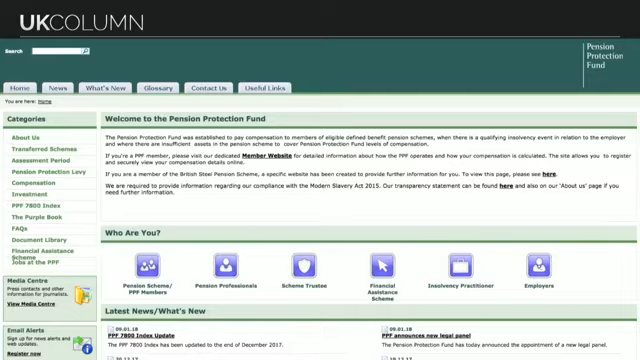 UKCOLUMN
Search
Pension
Protection
Fund
Home
News
What's New
Glossary
Contact Us
Useful Links
You are here: Home
Categories
About Us
Transferred Schemes
Assessment Period
Pension Protection Levy
Compensation
Investment
PPF 7800 Index
The Purple Book
FAQs
Document Library
Financial Assistance
Scheme
Jobs at the PPF
Media Centre
Press contacts and other
information for journalists.
View Media Centre
Email Alerts
Sign up for news alerts and
web updates.
Register now
Welcome to the Pension Protection Fund
The Pension Protection Fund was established to pay compensation to members of eligible defined benefit pension schemes, when there is a qualifying insolvency event in relation to the employer
and where there are insufficient assets in the pension scheme to cover Pension Protection Fund levels of compensation.
If you're a PPF member, please visit our dedicated Member Website for detailed information about how the PPF operates and how your compensation is calculated. The site allows you to register
and securely view your compensation details online.
If you are a member of the British Steel Pension Scheme, a specific website has been created to provide further information for you. To view this page, please see here.
We are required to provide information regarding our compliance with the Modern Slavery Act 2015. Our transparency statement can be found here and also on our 'About us' page if you
need further information.
Who Are You?
Pension Scheme/
PPF Members
Pension Professionals
Scheme Trustee
Financial
Assistance
Scheme
Insolvency Practitioner
Employers
Latest News/What's New
09.01.18
PPF 7800 Index Update
The PPF 7800 Index has been updated to the end of December 2017.
09.01.18
PPF announces new legal panel
The Pension Protection Fund has today announced the appointment of a new legal panel.